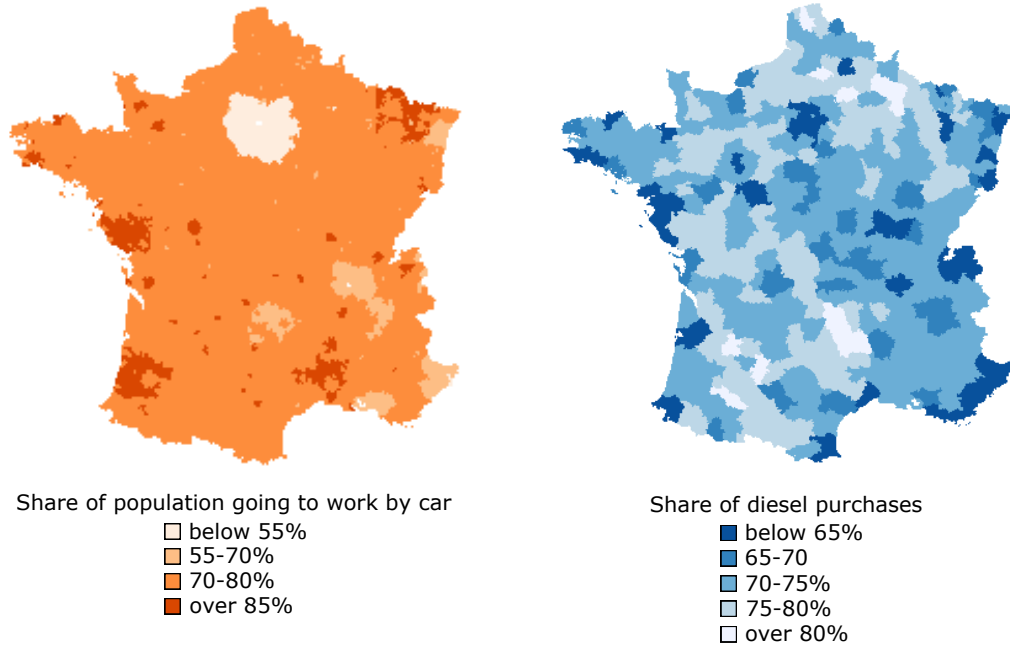 Share of population going to work by car
below 55%
55-70%
70-80%
over 85%
Share of diesel purchases
below 65%
65-70
70-75%
75-80%
over 80%